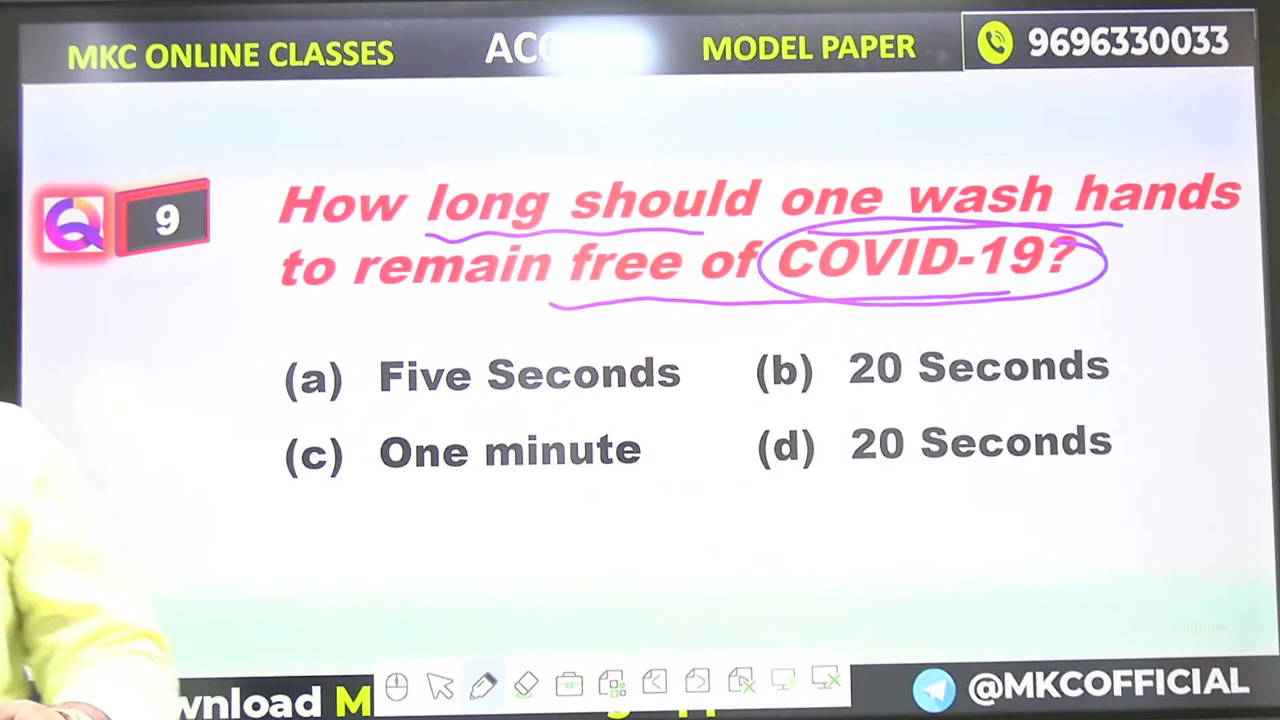 MKC ONLINE CLASSES
MODEL PAPER
9696330033
9
How long should one wash hands
to remain free of COVID-19?
(a) Five Seconds (b) 20 Seconds
(c) One minute (d) 20 Seconds
@MKCOFFICIAL